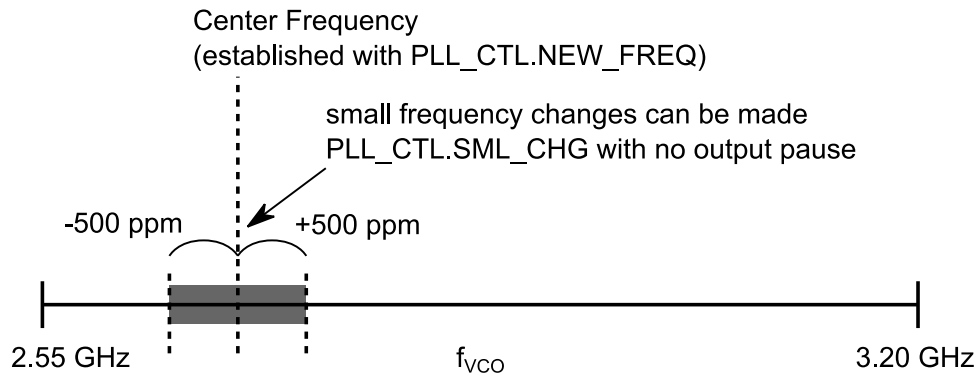 Center Frequency
(established with PLL_CTL.NEW_FREQ)
small frequency changes can be made
PLL_CTL.SML_CHG with no output pause
-500 ppm
+500 ppm
2.55 GHz
fVCO
3.20 GHz